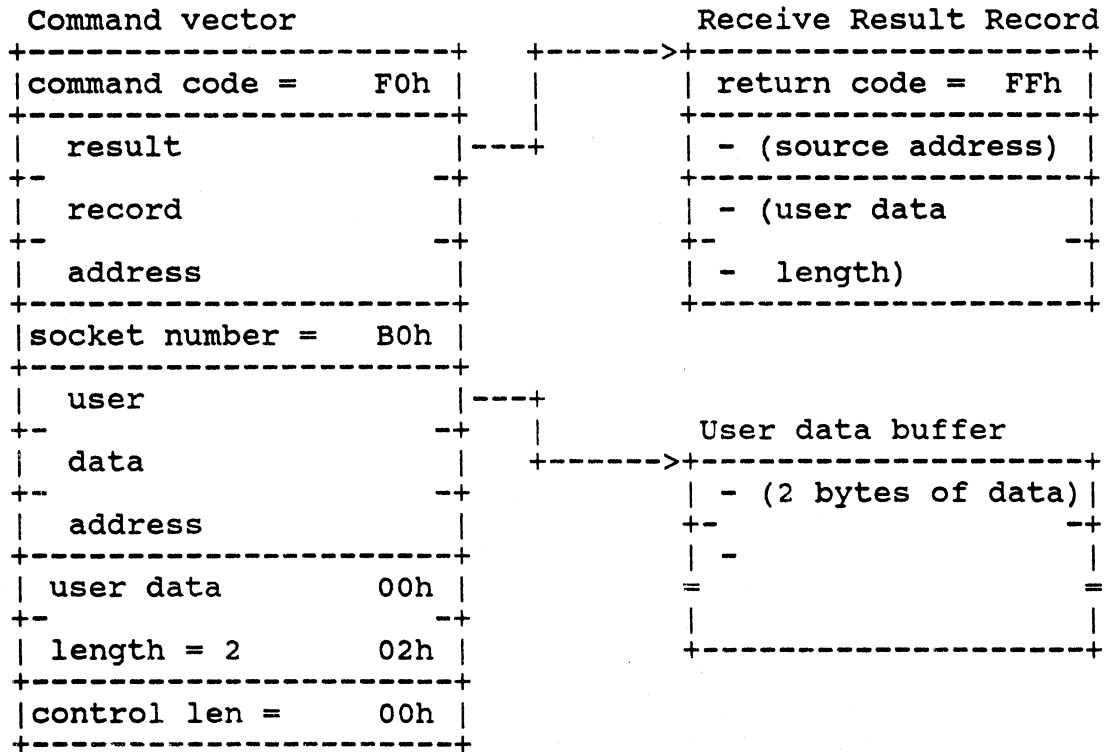 Command vector
command code = F0h
result
record
address
socket number = B0h
user
data
address
user data 00h
length = 2 02h
control len = 00h
Receive Result Record
return code = FFh
- (source address)
- (user data
- length)
User data buffer
- (2 bytes of data)
-